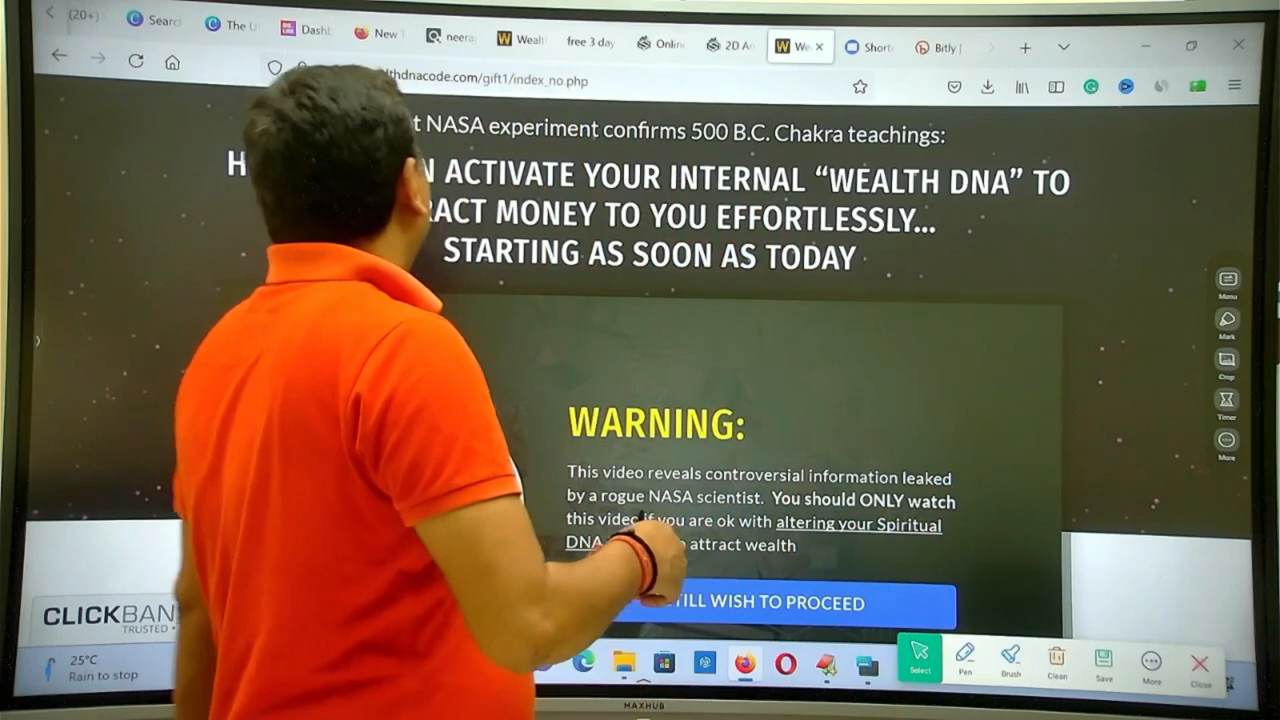 (20+)
Searc
The U
Dashl
New
neera
Wealt
free 3 day
Onlin
2D A
We
Short
Bitly |
lthdnacode.com/gift1/index_no.php
t NASA experiment confirms 500 B.C. Chakra teachings:
H N ACTIVATE YOUR INTERNAL “WEALTH DNA” TO
RACT MONEY TO YOU EFFORTLESSLY...
STARTING AS SOON AS TODAY
WARNING:
This video reveals controversial information leaked
by a rogue NASA scientist. You should ONLY watch
this video if you are ok with altering your Spiritual
DNA attract wealth
TILL WISH TO PROCEED
CLICKBAN
TRUSTED •
25°C
Rain to stop
Menu
Mark
Crop
Timer
More
Select
Pen
Brush
Clean
Save
More
Close
MAXHUB